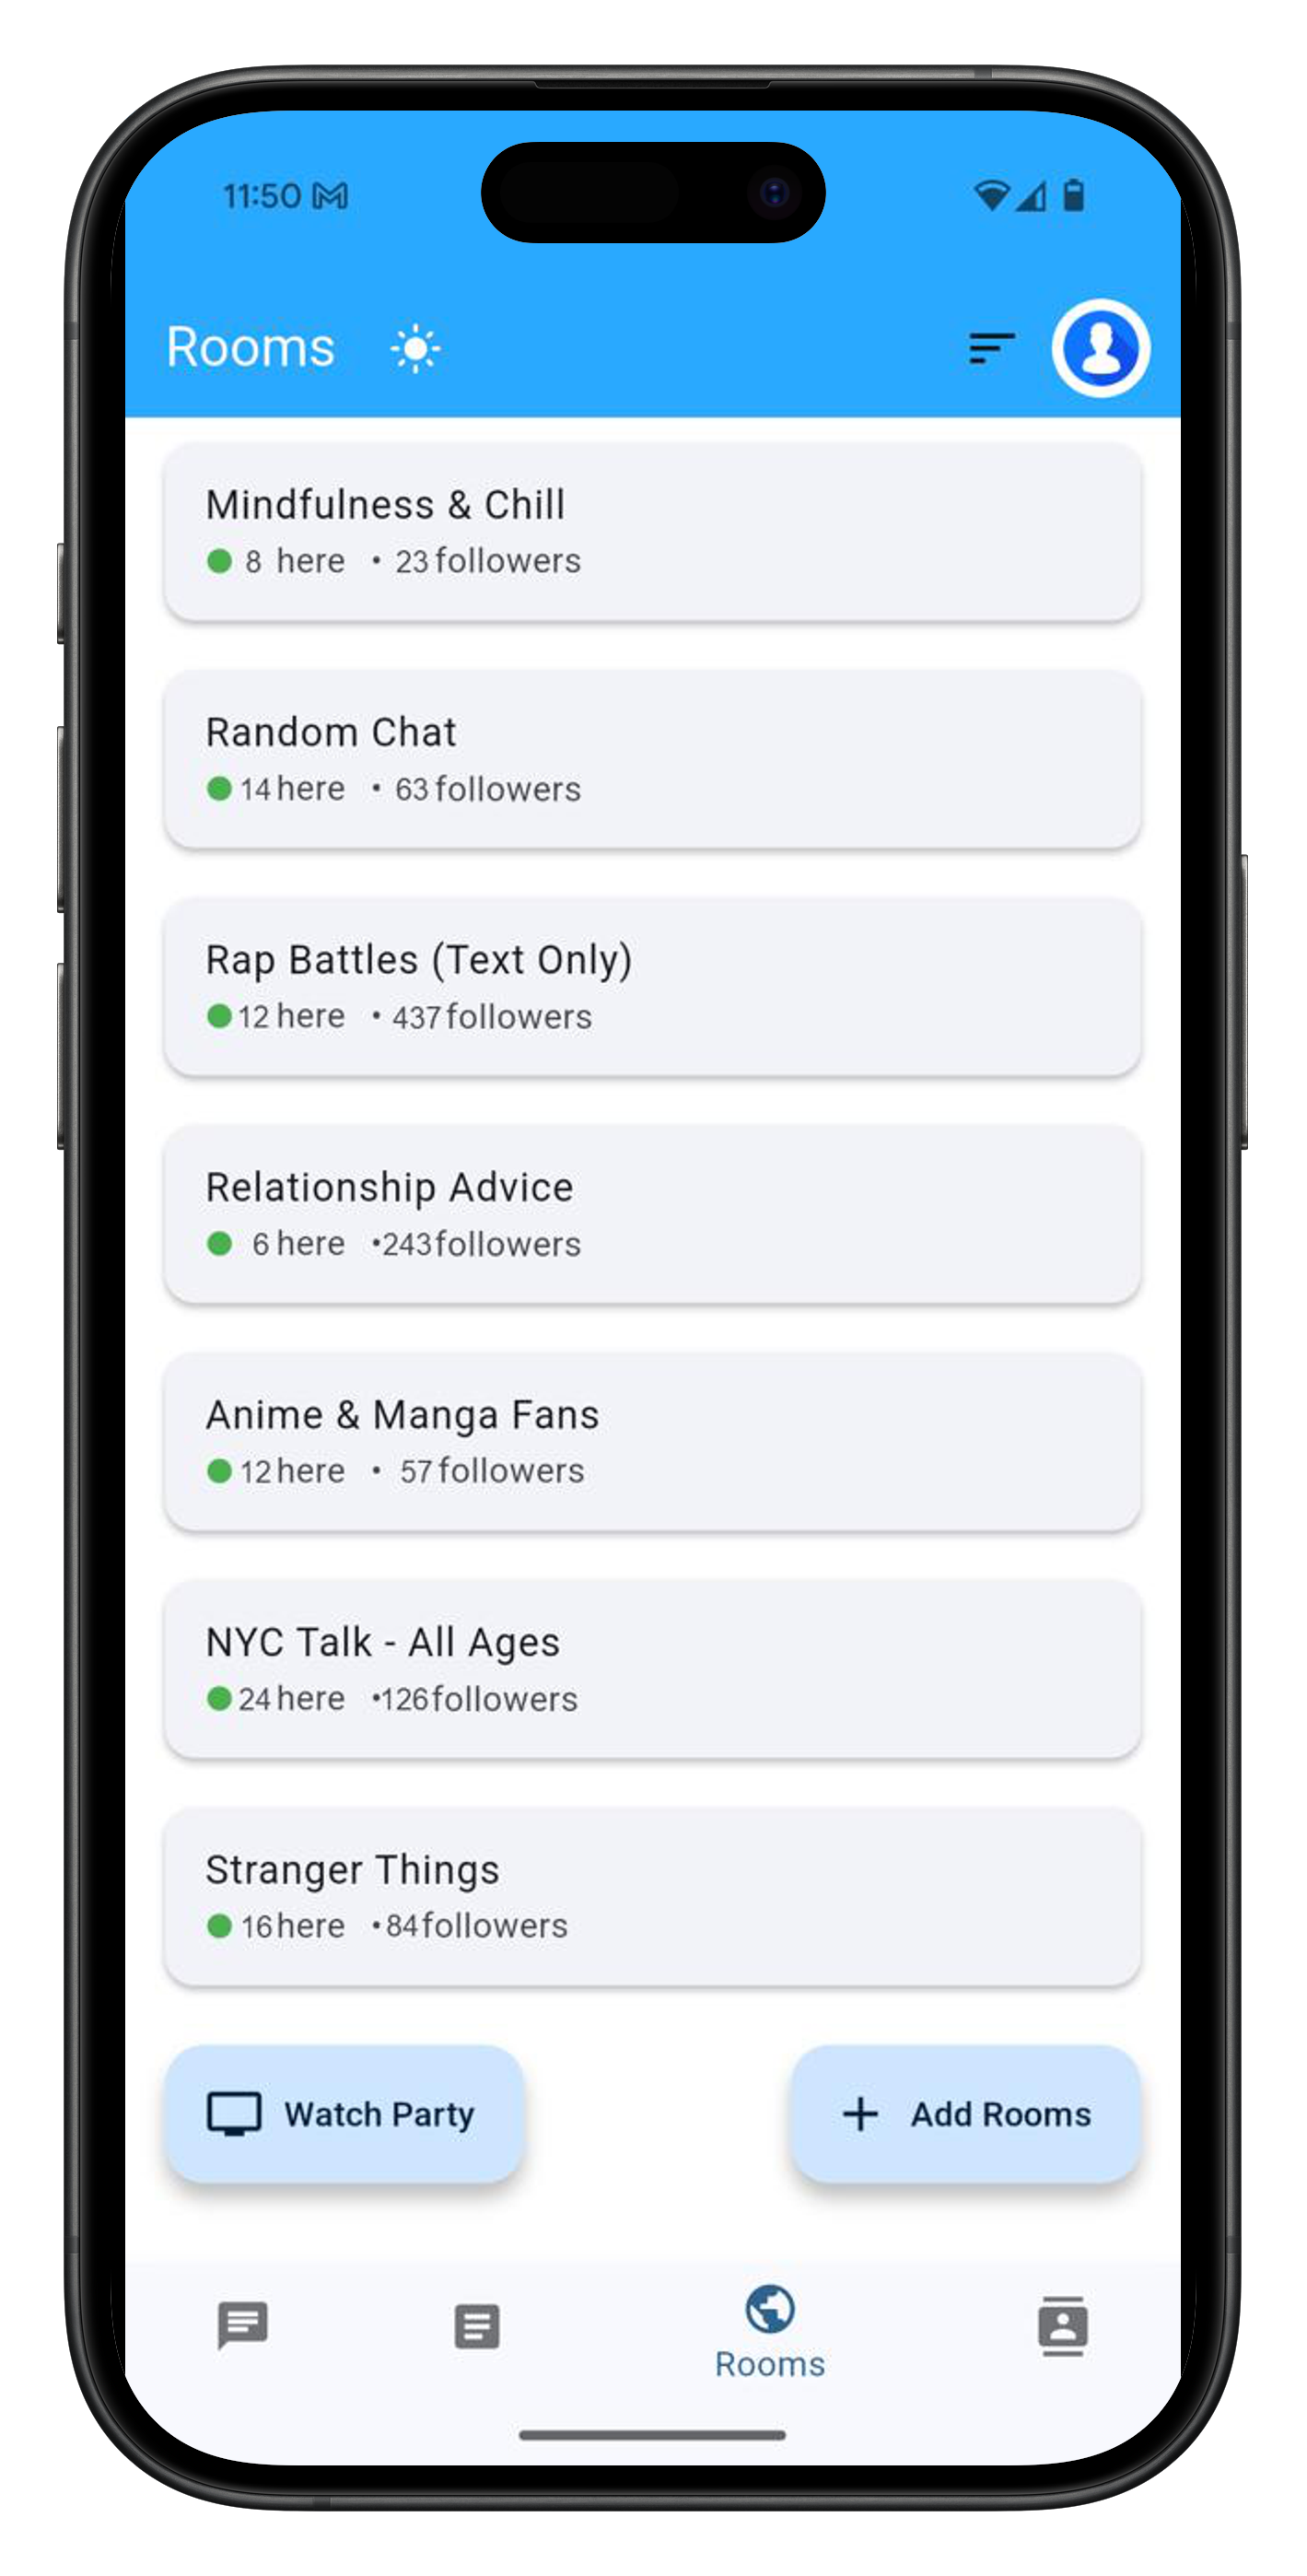 11:50
Rooms
Mindfulness & Chill
8 here • 23 followers
Random Chat
14 here • 63 followers
Rap Battles (Text Only)
12 here • 437 followers
Relationship Advice
6 here •243 followers
Anime & Manga Fans
12 here • 57 followers
NYC Talk - All Ages
24 here •126 followers
Stranger Things
16 here •84 followers
Watch Party
Add Rooms
Rooms